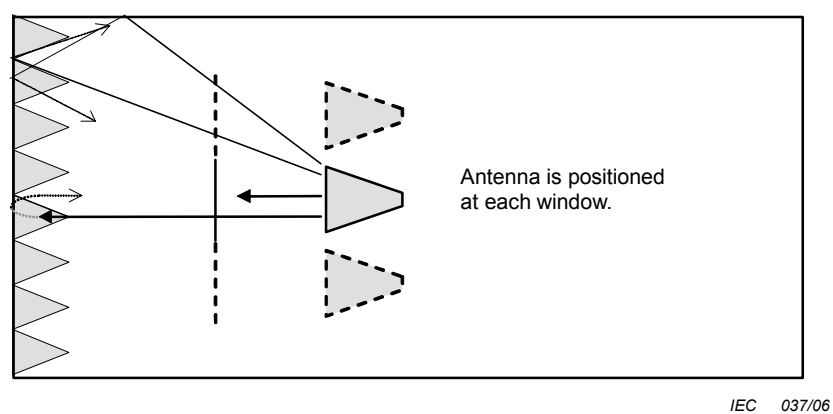 Antenna is positioned
at each window.
IEC 037/06